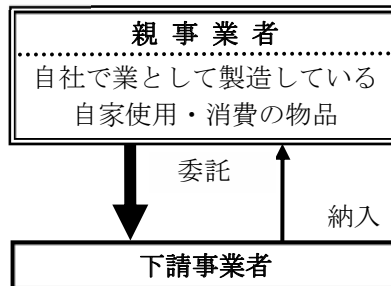 親事業者
自社で業として製造している
自家使用・消費の物品
委託
納入
下請事業者